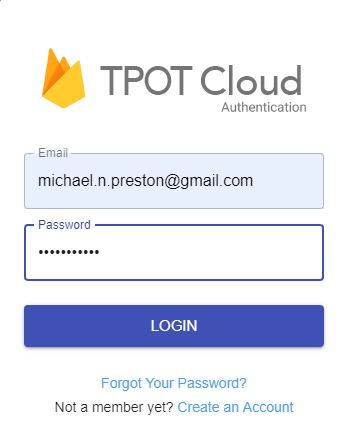 TPOT Cloud
Authentication
Email
michael.n.preston@gmail.com
Password
•••••••••••
LOGIN
Forgot Your Password?
Not a member yet? Create an Account